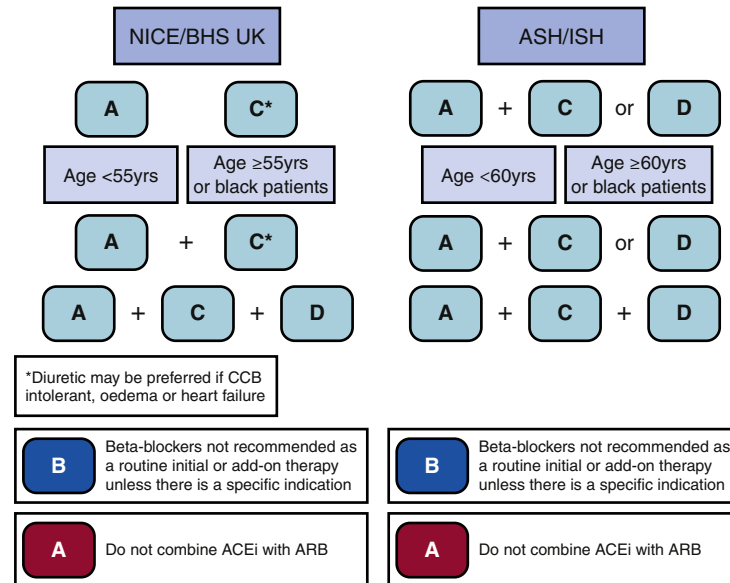 NICE/BHS UK
A
C*
Age <55yrs
Age ≥55yrs
or black patients
A + C*
A + C + D
*Diuretic may be preferred if CCB
intolerant, oedema or heart failure
B
Beta-blockers not recommended as
a routine initial or add-on therapy
unless there is a specific indication
A
Do not combine ACEi with ARB
ASH/ISH
A + C or D
Age <60yrs
Age ≥60yrs
or black patients
A + C or D
A + C + D
B
Beta-blockers not recommended as
a routine initial or add-on therapy
unless there is a specific indication
A
Do not combine ACEi with ARB